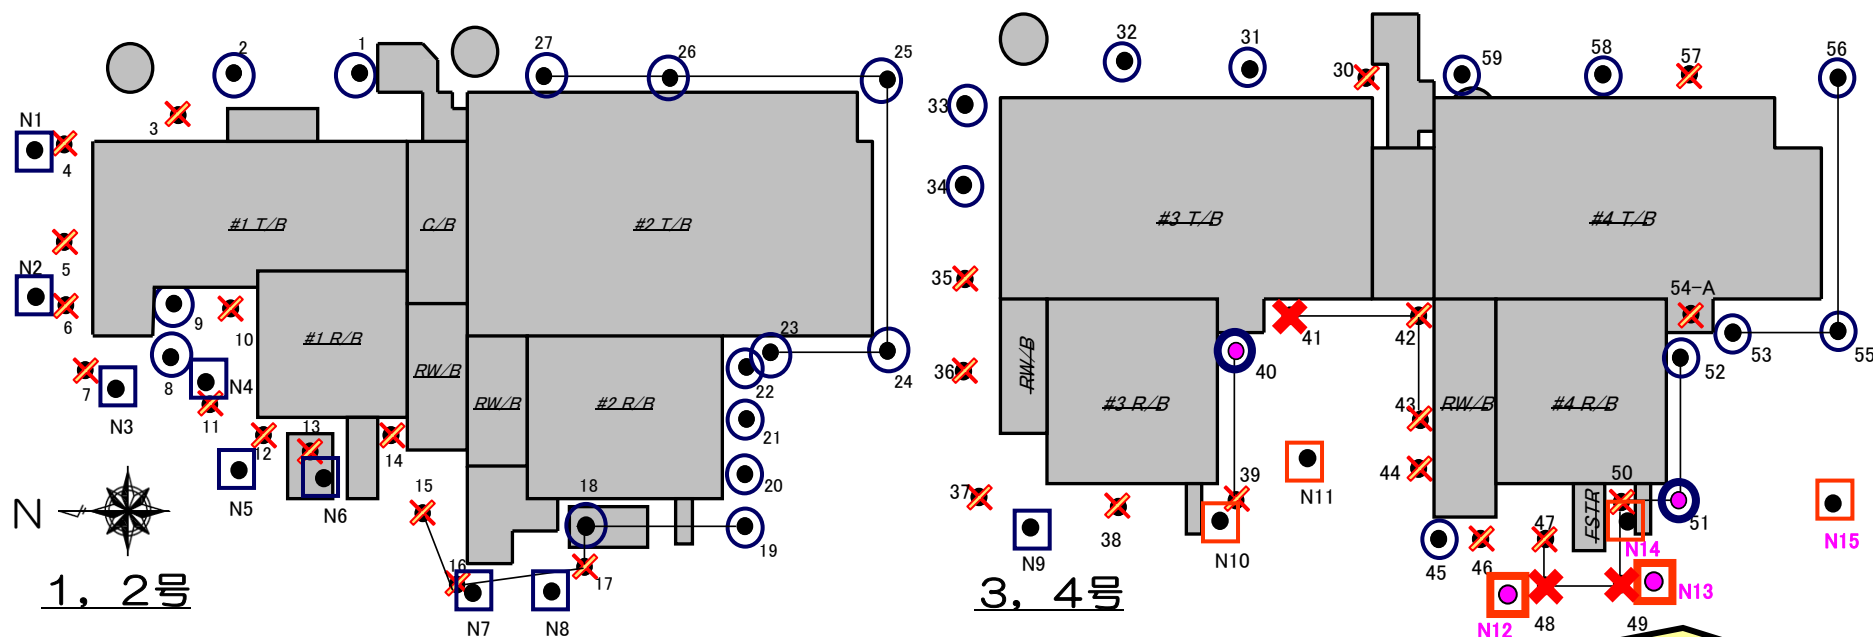 2
1
27
26
25
3
N1
4
5
N2
6
#1 T/B
C/B
#2 T/B
9
10
#1 R/B
8
7
N3
N4
11
12
13
14
RW/B
RW/B
#2 R/B
23
24
22
21
20
19
18
N5
N6
15
16
17
N7
N8
N
1, 2号
32
31
30
59
58
57
56
33
34
35
36
37
#3 T/B
#4 T/B
54-A
53
55
52
51
41
42
43
44
40
39
38
RW/B
#3 R/B
RW/B
#4 R/B
FSTR
50
N9
N10
N11
45
46
47
48
49
N14
N13
N12
N15
3, 4号